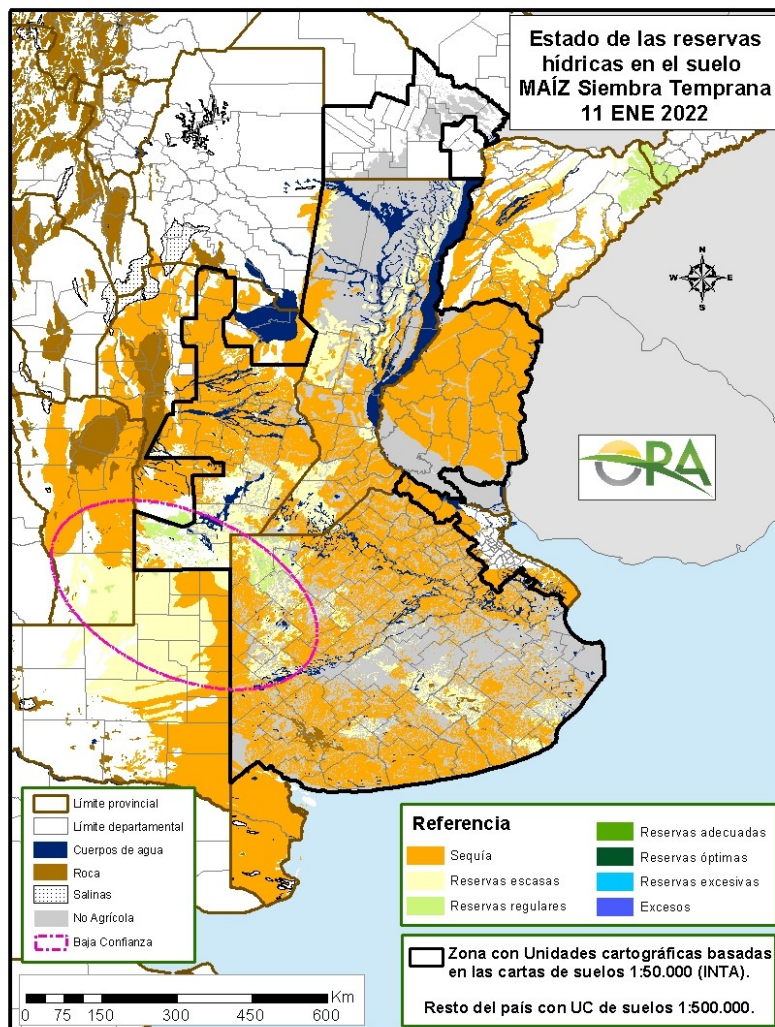 Estado de las reservas
hídricas en el suelo
MAÍZ Siembra Temprana
11 ENE 2022
N
W
E
S
ORA
Límite provincial
Límite departamental
Cuerpos de agua
Roca
Salinas
No Agrícola
Baja Confianza
Referencia
Sequía
Reservas escasas
Reservas regulares
Reservas adecuadas
Reservas óptimas
Reservas excesivas
Excesos
Zona con Unidades cartográficas basadas
en las cartas de suelos 1:50.000 (INTA).
Resto del país con UC de suelos 1:500.000.
Km
0 75 150 300 450 600